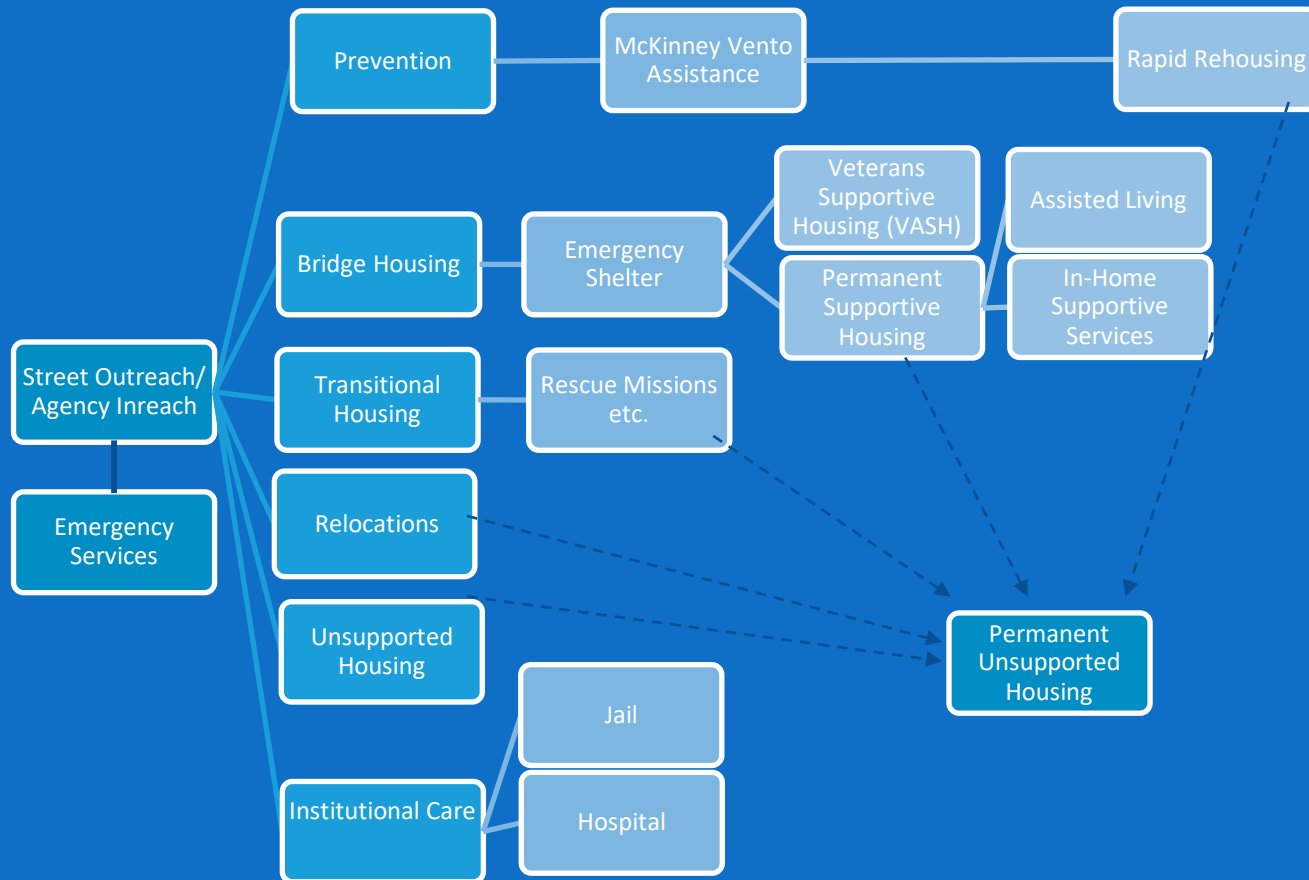 Prevention
McKinney Vento
Assistance
Rapid Rehousing
Veterans
Supportive
Housing (VASH)
Assisted Living
Bridge Housing
Emergency
Shelter
Permanent
Supportive
Housing
In-Home
Supportive
Services
Street Outreach/
Agency Inreach
Transitional
Housing
Rescue Missions
etc.
Emergency
Services
Relocations
Unsupported
Housing
Permanent
Unsupported
Housing
Jail
Institutional Care
Hospital